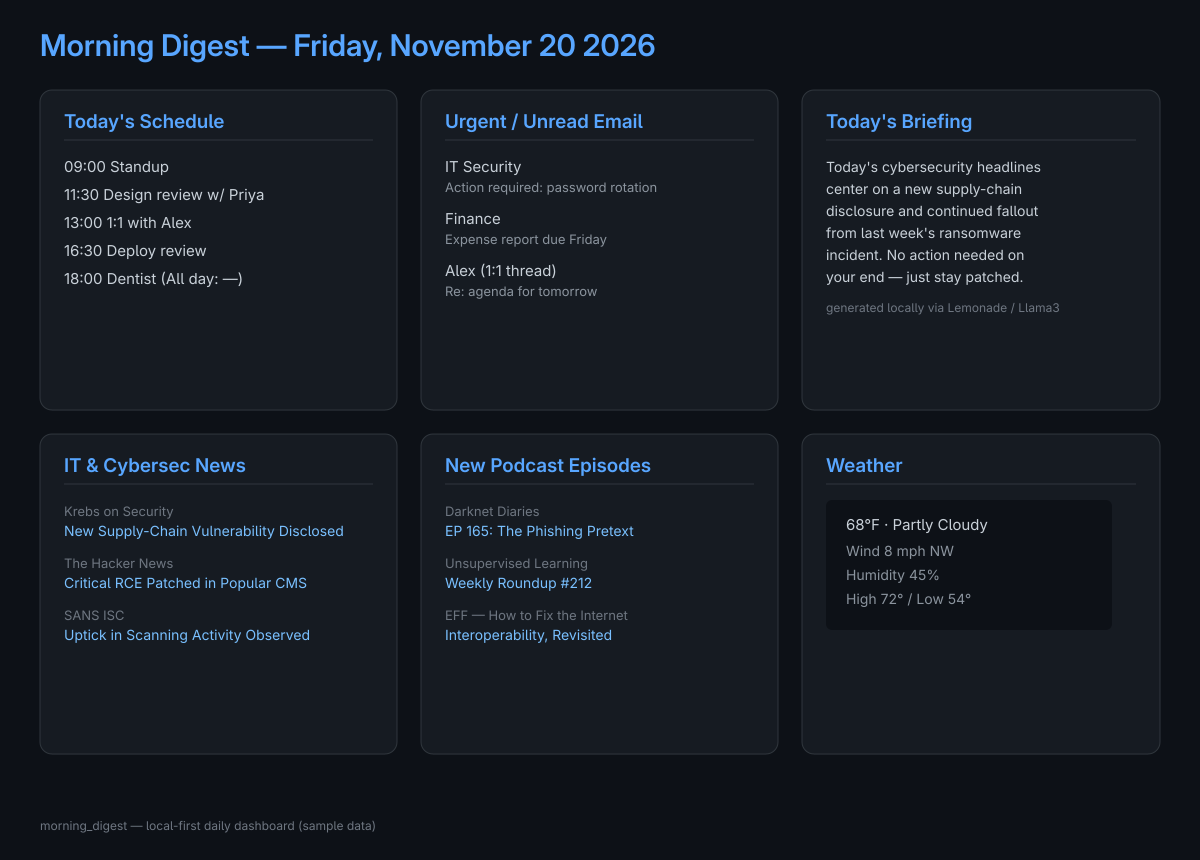 Morning Digest — Friday, November 20 2026
Today's Schedule
09:00 Standup
11:30 Design review w/ Priya
13:00 1:1 with Alex
16:30 Deploy review
18:00 Dentist (All day: —)
Urgent / Unread Email
IT Security
Action required: password rotation
Finance
Expense report due Friday
Alex (1:1 thread)
Re: agenda for tomorrow
Today's Briefing
Today's cybersecurity headlines
center on a new supply-chain
disclosure and continued fallout
from last week's ransomware
incident. No action needed on
your end — just stay patched.
generated locally via Lemonade / Llama3
IT & Cybersec News
Krebs on Security
New Supply-Chain Vulnerability Disclosed
The Hacker News
Critical RCE Patched in Popular CMS
SANS ISC
Uptick in Scanning Activity Observed
New Podcast Episodes
Darknet Diaries
EP 165: The Phishing Pretext
Unsupervised Learning
Weekly Roundup #212
EFF — How to Fix the Internet
Interoperability, Revisited
Weather
68°F · Partly Cloudy
Wind 8 mph NW
Humidity 45%
High 72° / Low 54°
morning_digest — local-first daily dashboard (sample data)